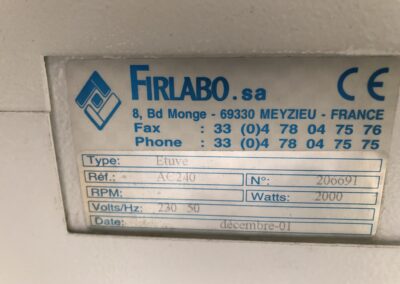 FIRLABO.sa CE
8, Bd Monge - 69330 MEYZIEU - FRANCE
Fax : 33 (0)4 78 04 75 76
Phone : 33 (0)4 78 04 75 75
Type: Etuve
Réf.: AC240 N°: 206691
RPM: Watts: 2000
Volts/Hz: 230 50
Date: décembre-01